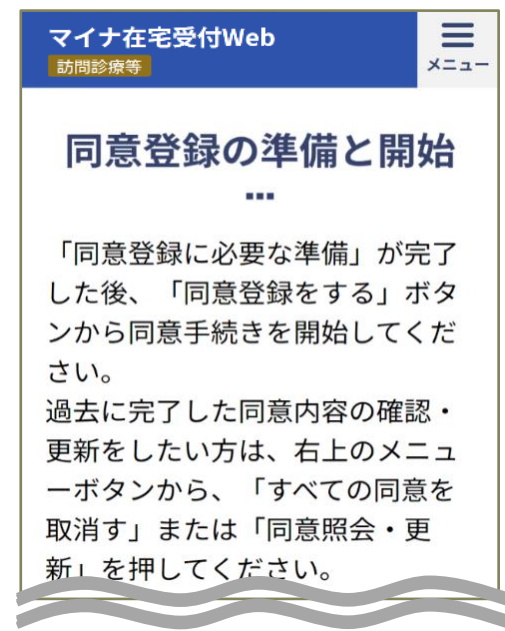 マイナ在宅受付Web
訪問診療等
メニュー
同意登録の準備と開始
「同意登録に必要な準備」が完了
した後、「同意登録をする」ボタ
ンから同意手続きを開始してくだ
さい。
過去に完了した同意内容の確認・
更新をしたい方は、右上のメニュ
ーボタンから、「すべての同意を
取消す」または「同意照会・更
新」を押してください。